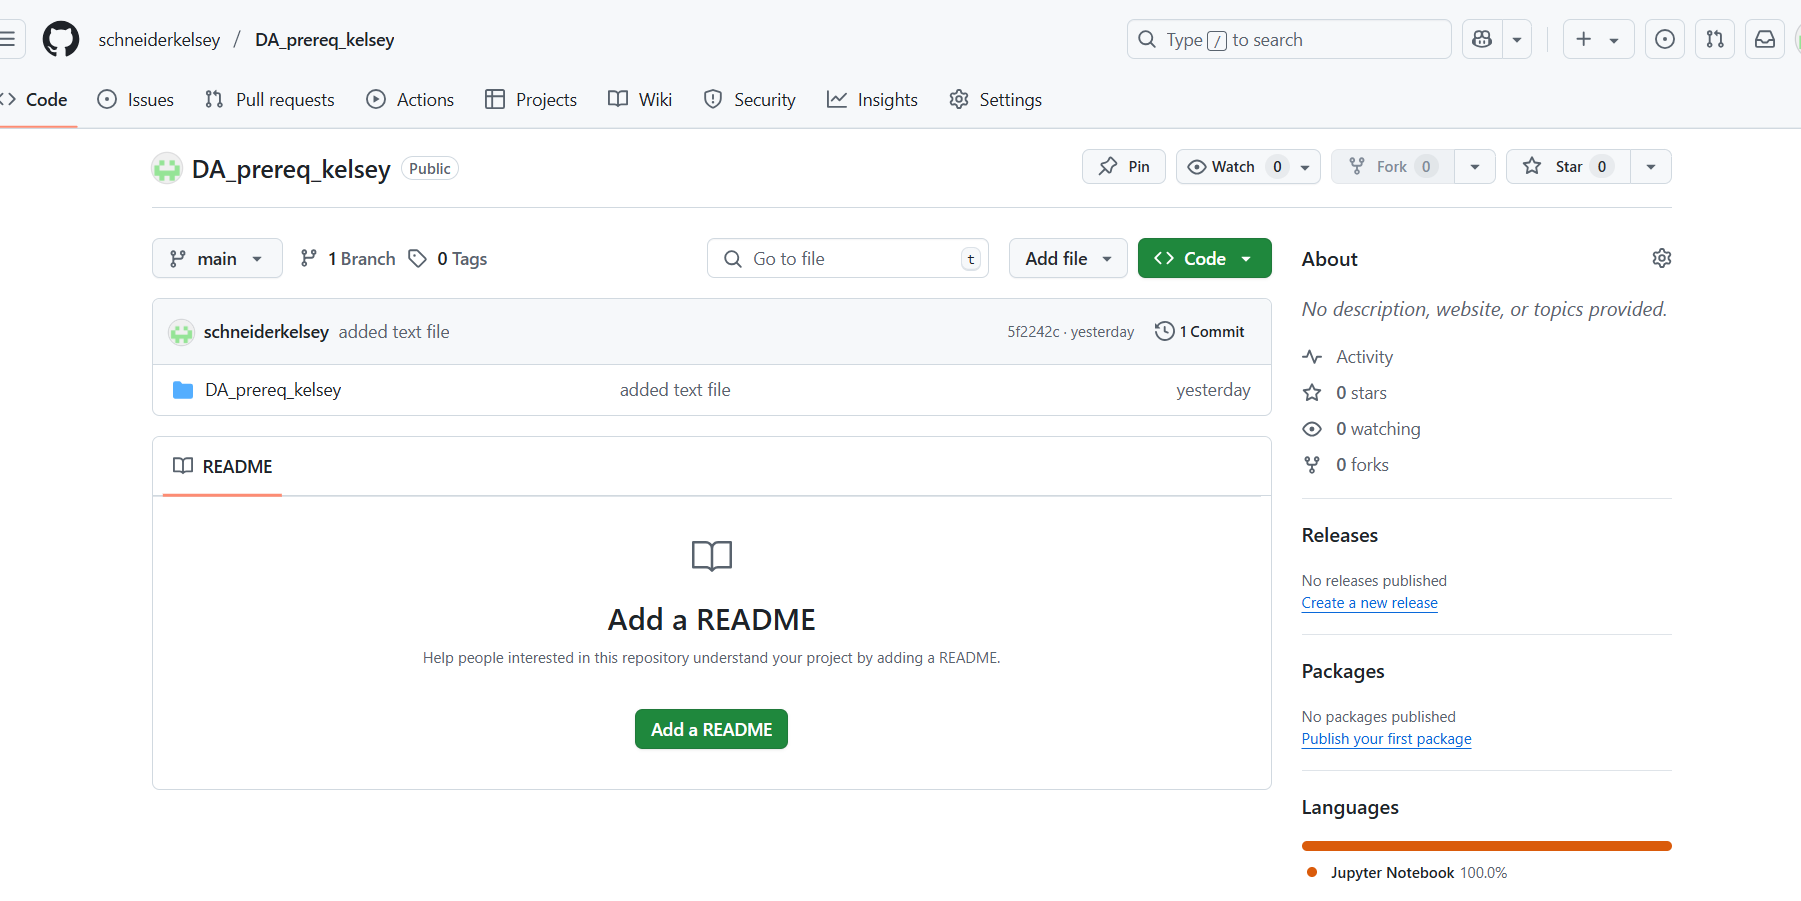 schneiderkelsey / DA_prereq_kelsey
Type / to search
Code Issues Pull requests Actions Projects Wiki Security Insights Settings
DA_prereq_kelsey Public
Pin Watch 0 Fork 0 Star 0
main 1 Branch 0 Tags
Go to file t
Add file Code
schneiderkelsey added text file 5f2242c · yesterday 1 Commit
DA_prereq_kelsey added text file yesterday
README
Add a README
Help people interested in this repository understand your project by adding a README.
Add a README
About
No description, website, or topics provided.
Activity
0 stars
0 watching
0 forks
Releases
No releases published
Create a new release
Packages
No packages published
Publish your first package
Languages
Jupyter Notebook 100.0%